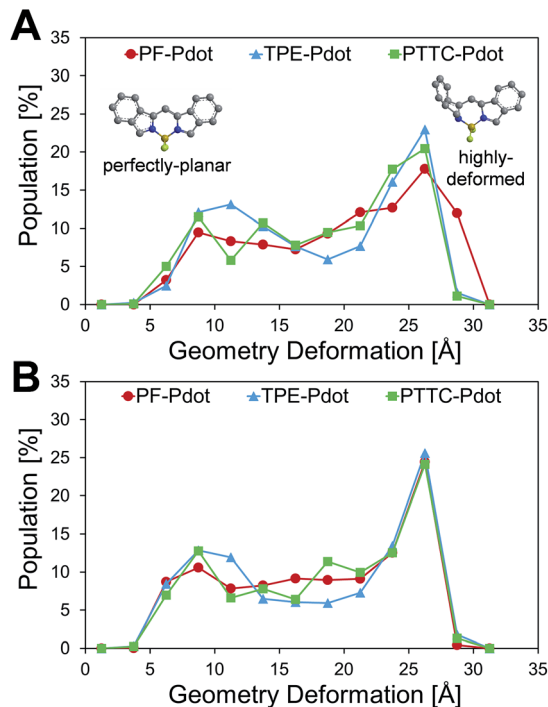 A
PF-Pdot TPE-Pdot PTTC-Pdot
perfectly-planar
highly-
deformed
Population [%]
35
30
25
20
15
10
5
0
0 5 10 15 20 25 30 35
Geometry Deformation [Å]
B
PF-Pdot TPE-Pdot PTTC-Pdot
Population [%]
35
30
25
20
15
10
5
0
0 5 10 15 20 25 30 35
Geometry Deformation [Å]